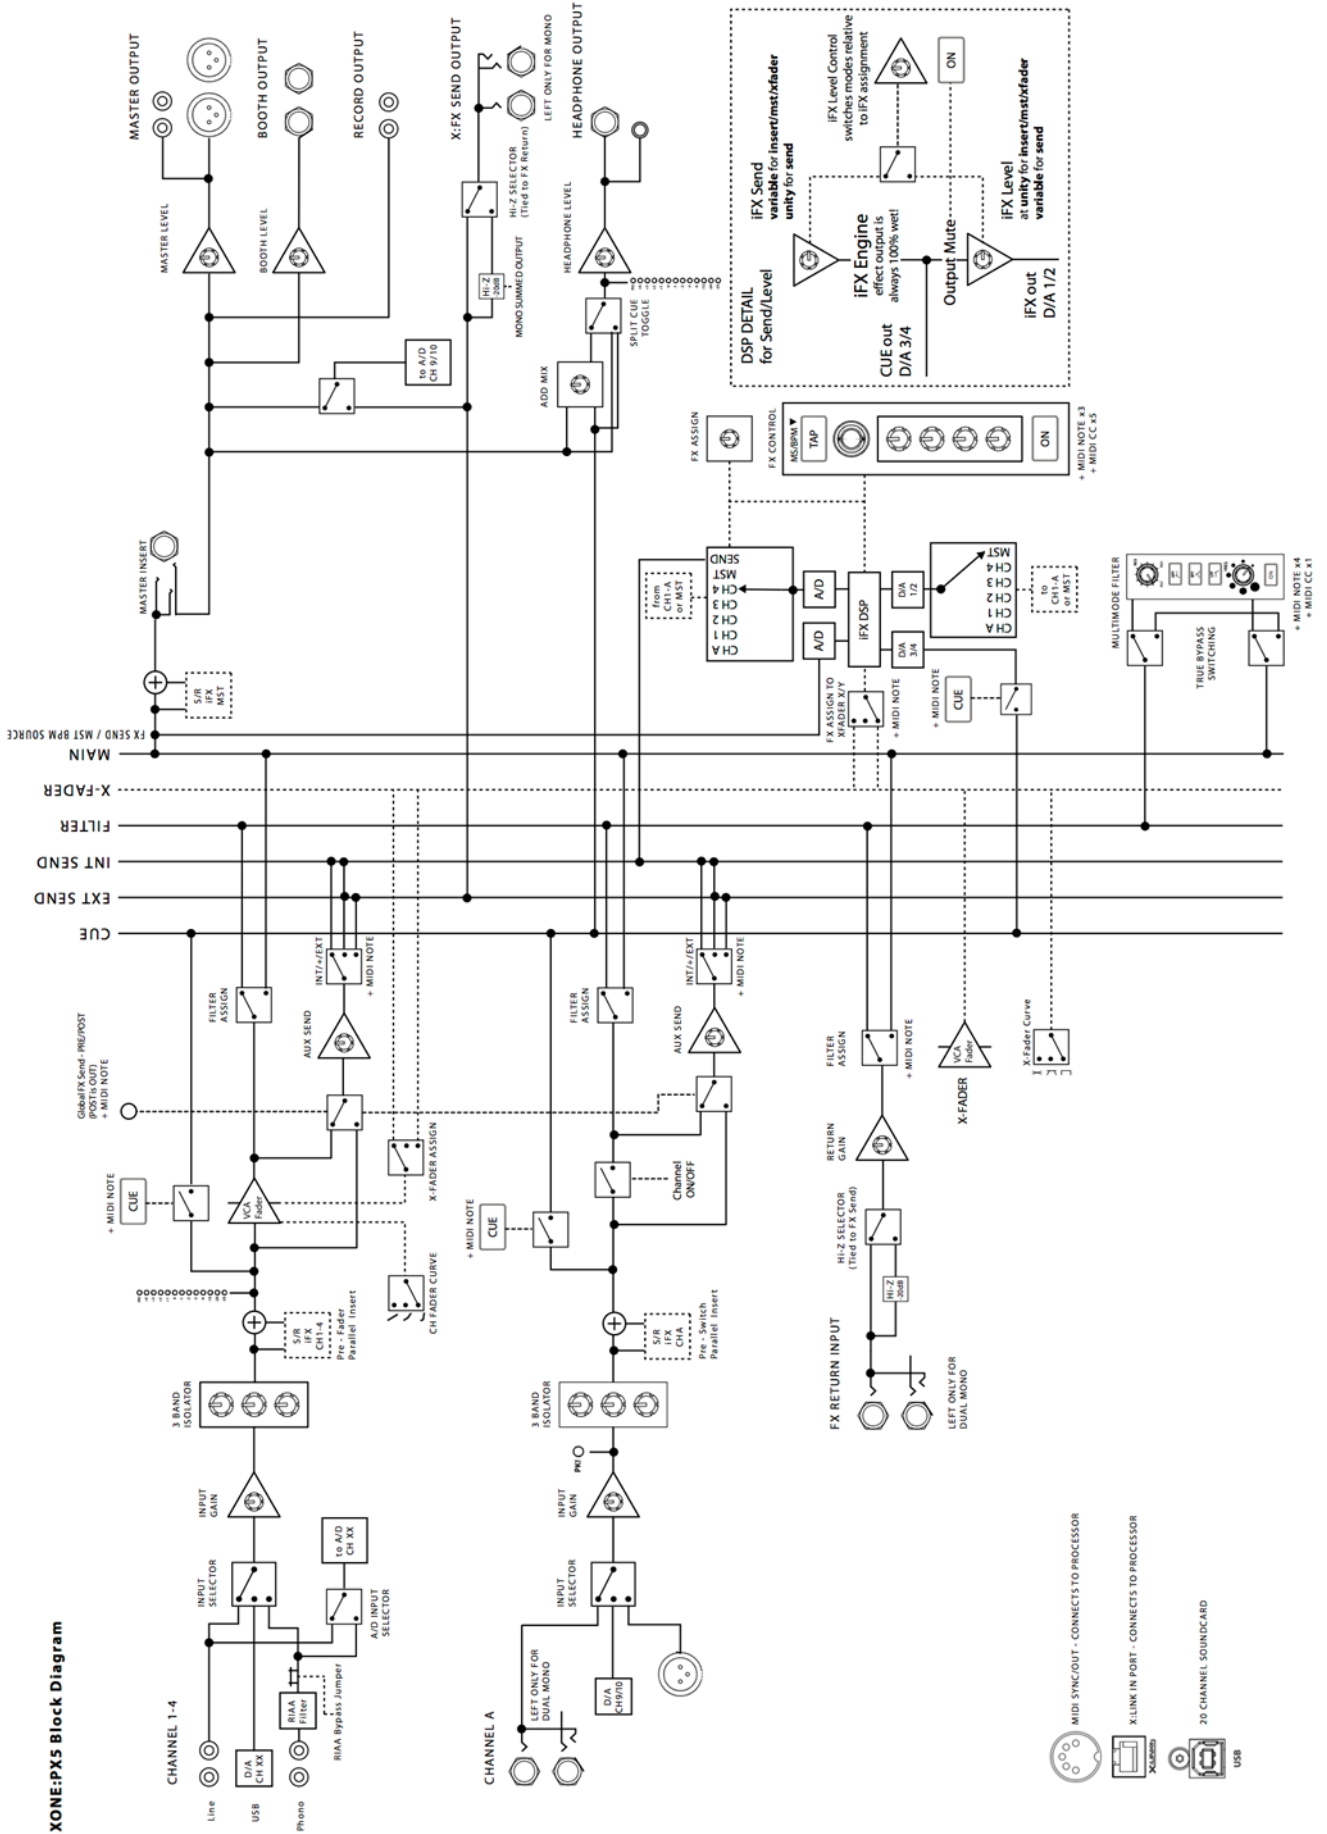 XONE:PX5 Block Diagram
CHANNEL 1-4
Line
USB
Phono
D/A
CH XX
RIAA
Filter
RIAA Bypass Jumper
INPUT
SELECTOR
A/D INPUT
SELECTOR
to A/D
CH XX
INPUT
GAIN
3 BAND
ISOLATOR
S/R
iFX
CH1-4
Pre - Fader
Parallel Insert
CH FADER CURVE
VCA
Fader
+ MIDI NOTE
CUE
X-FADER ASSIGN
Global FX Send - PRE/POST
(POST is OUT)
+ MIDI NOTE
FILTER
ASSIGN
AUX SEND
INT/+/EXT
+ MIDI NOTE
CHANNEL A
LEFT ONLY FOR
DUAL MONO
D/A
CH9/10
INPUT
SELECTOR
INPUT
GAIN
PK!
3 BAND
ISOLATOR
S/R
iFX
CHA
Pre - Switch
Parallel Insert
+ MIDI NOTE
CUE
Channel
ON/OFF
FILTER
ASSIGN
AUX SEND
INT/+/EXT
+ MIDI NOTE
FX RETURN INPUT
LEFT ONLY FOR
DUAL MONO
Hi-Z
-20dB
Hi-Z SELECTOR
(Tied to FX Send)
RETURN
GAIN
FILTER
ASSIGN
+ MIDI NOTE
VCA
Fader
X-FADER
X-Fader Curve
MIDI SYNC/OUT - CONNECTS TO PROCESSOR
X:LINK IN PORT - CONNECTS TO PROCESSOR
X:LINK
20 CHANNEL SOUNDCARD
USB
CUE
EXT SEND
INT SEND
FILTER
X-FADER
MAIN
FX SEND / MST BPM SOURCE
S/R
iFX
MST
MASTER INSERT
MASTER LEVEL
MASTER OUTPUT
BOOTH LEVEL
BOOTH OUTPUT
RECORD OUTPUT
to A/D
CH 9/10
Hi-Z
-20dB
MONO SUMMED OUTPUT
Hi-Z SELECTOR
(Tied to FX Return)
X:FX SEND OUTPUT
LEFT ONLY FOR MONO
ADD MIX
SPLIT CUE
TOGGLE
HEADPHONE LEVEL
HEADPHONE OUTPUT
from
CH1-A
or MST
CH A
CH 1
CH 2
CH 3
CH 4
MST
SEND
A/D
A/D
iFX DSP
D/A
1/2
D/A
3/4
CH A
CH 1
CH 2
CH 3
CH 4
MST
to
CH1-A
or MST
FX ASSIGN TO
XFADER X/Y
+ MIDI NOTE
+ MIDI NOTE
CUE
FX ASSIGN
FX CONTROL
MS/BPM ▼
TAP
ON
+ MIDI NOTE x3
+ MIDI CC x5
MULTIMODE FILTER
TRUE BYPASS
SWITCHING
ON
+ MIDI NOTE x4
+ MIDI CC x1
DSP DETAIL
for Send/Level
iFX Send
variable for insert/mst/xfader
unity for send
iFX Level Control
switches modes relative
to iFX assignment
ON
iFX Engine
effect output is
always 100% wet!
CUE out
D/A 3/4
Output Mute
iFX Level
at unity for insert/mst/xfader
variable for send
iFX out
D/A 1/2